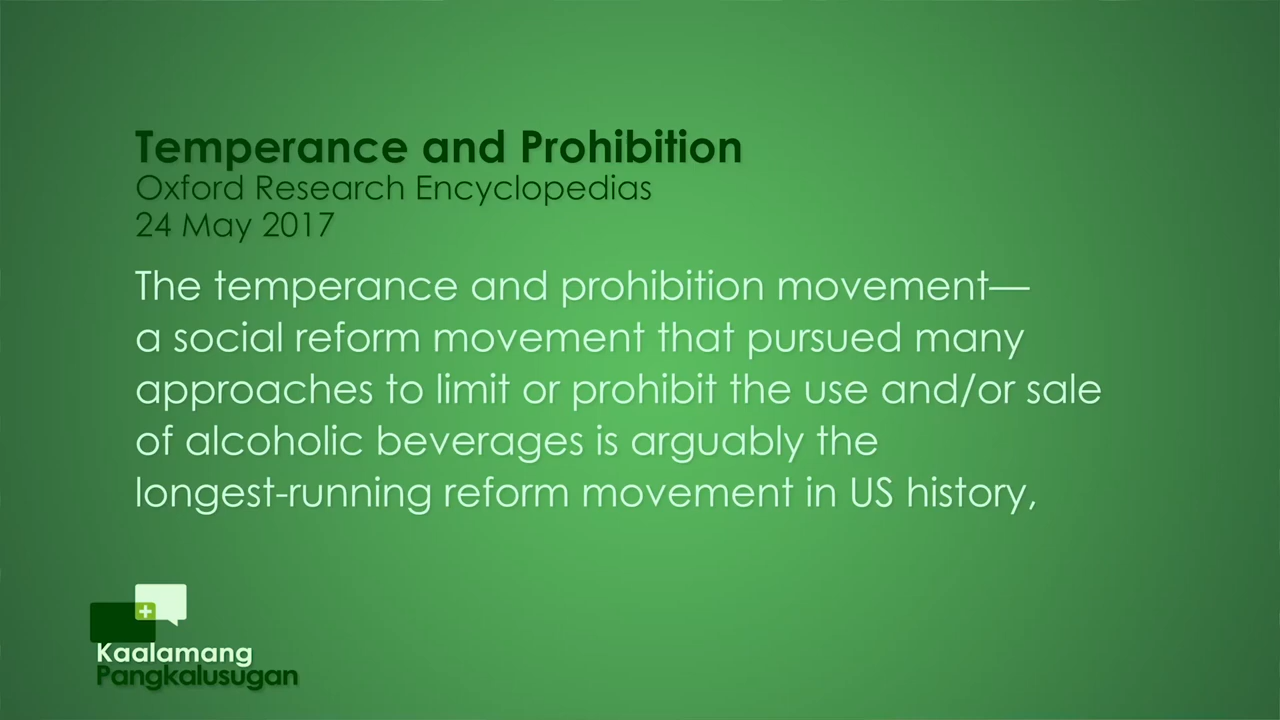 Temperance and Prohibition
Oxford Research Encyclopedias
24 May 2017
The temperance and prohibition movement—
a social reform movement that pursued many
approaches to limit or prohibit the use and/or sale
of alcoholic beverages is arguably the
longest-running reform movement in US history,
Kaalamang
Pangkalusugan